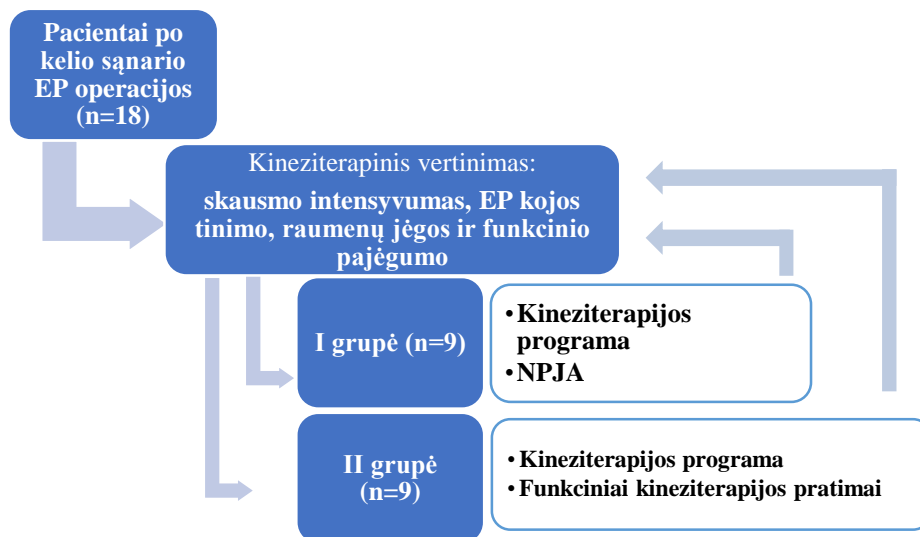 Pacientai po
kelio sąnario
EP operacijos
(n=18)
Kineziterapinis vertinimas:
skausmo intensyvumas, EP kojos
tinimo, raumenų jėgos ir funkcinio
pajėgumo
I grupė (n=9)
• Kineziterapijos
programa
• NPJA
II grupė
(n=9)
• Kineziterapijos programa
• Funkciniai kineziterapijos pratimai